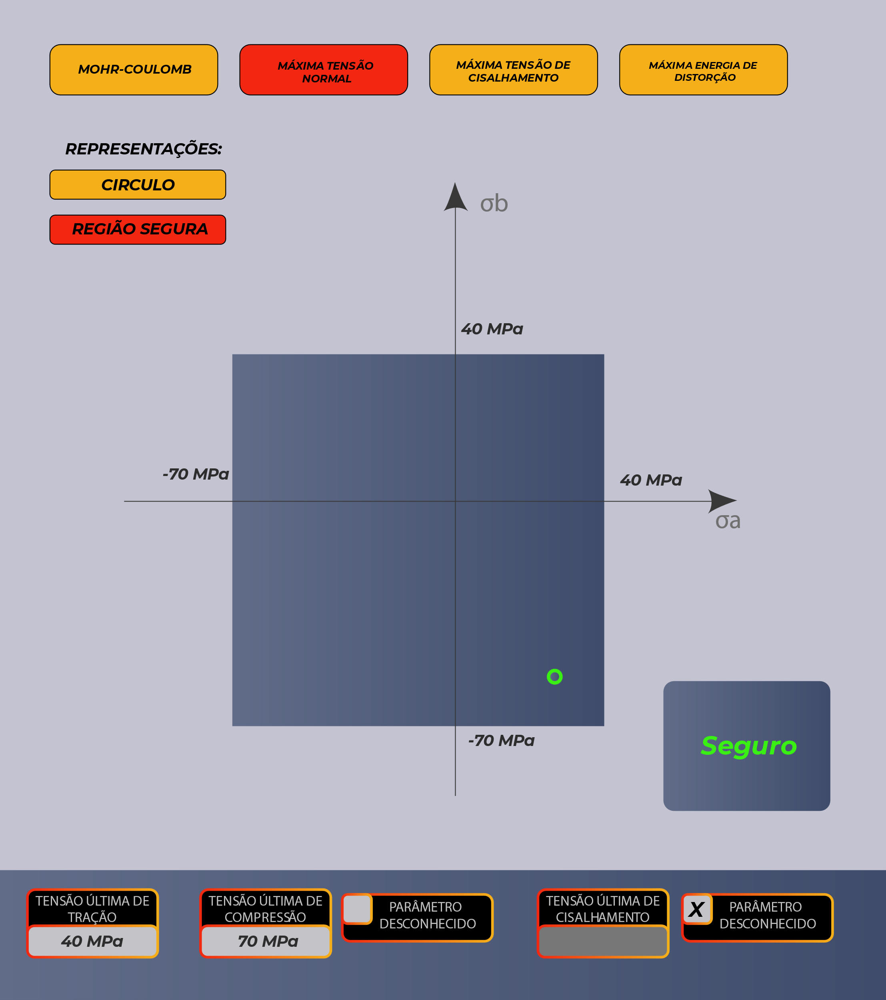 MOHR-COULOMB
MÁXIMA TENSÃO
NORMAL
MÁXIMA TENSÃO DE
CISALHAMENTO
MÁXIMA ENERGIA DE
DISTORÇÃO
REPRESENTAÇÕES:
CIRCULO
REGIÃO SEGURA
σb
40 MPa
-70 MPa
40 MPa
σa
-70 MPa
Seguro
TENSÃO ÚLTIMA DE
TRAÇÃO
40 MPa
TENSÃO ÚLTIMA DE
COMPRESSÃO
70 MPa
PARÂMETRO
DESCONHECIDO
TENSÃO ÚLTIMA DE
CISALHAMENTO
X
PARÂMETRO
DESCONHECIDO